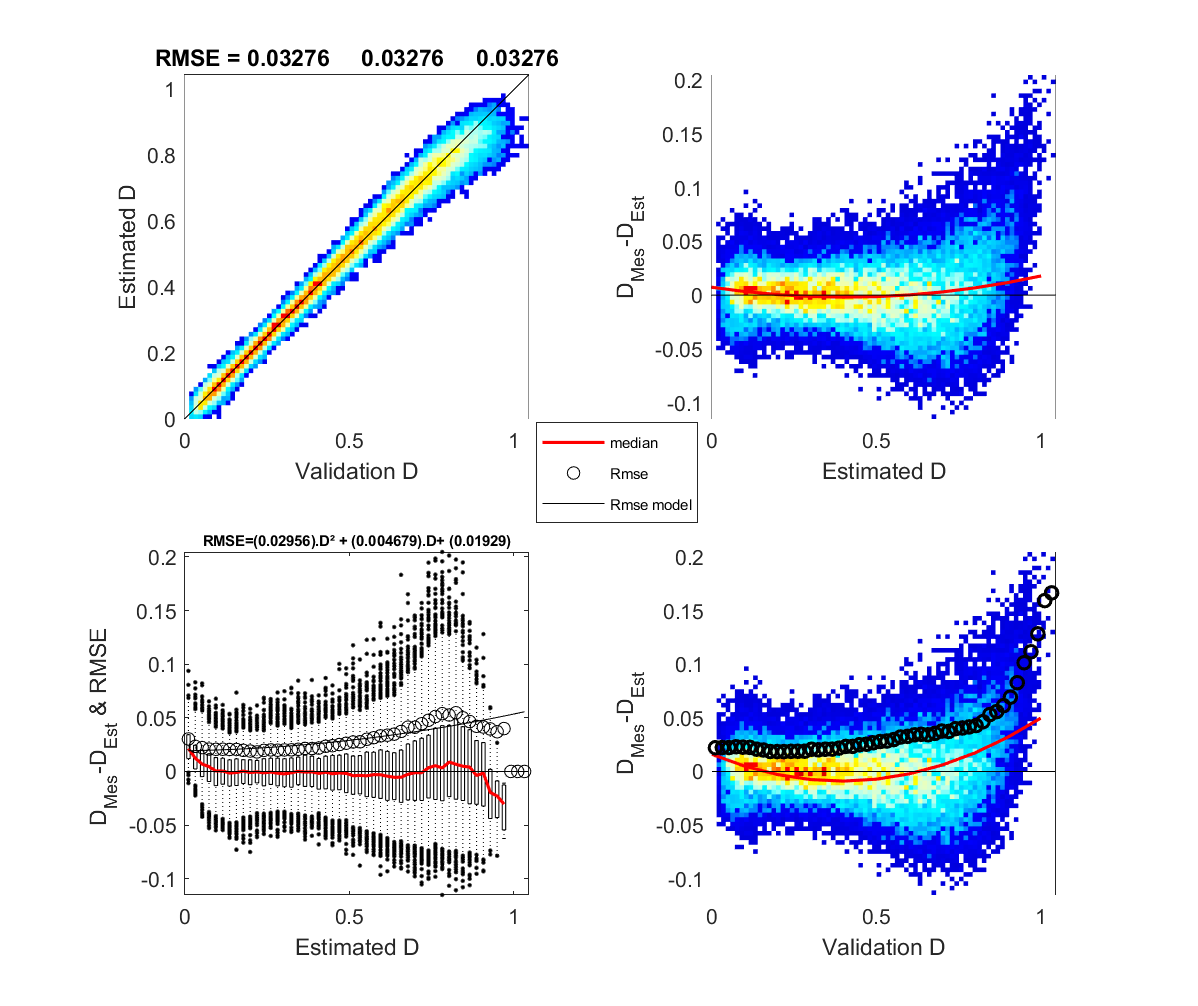 RMSE = 0.03276 0.03276 0.03276
1
0.8
0.6
0.4
0.2
0
0 0.5 1
Estimated D
Validation D
0.2
0.15
0.1
0.05
0
-0.05
-0.1
0 0.5 1
D_Mes-D_Est
Estimated D
median
Rmse
Rmse model
RMSE=(0.02956).D² + (0.004679).D+ (0.01929)
0.2
0.15
0.1
0.05
0
-0.05
-0.1
0 0.5 1
D_Mes-D_Est & RMSE
Estimated D
0.2
0.15
0.1
0.05
0
-0.05
-0.1
0 0.5 1
D_Mes-D_Est
Validation D